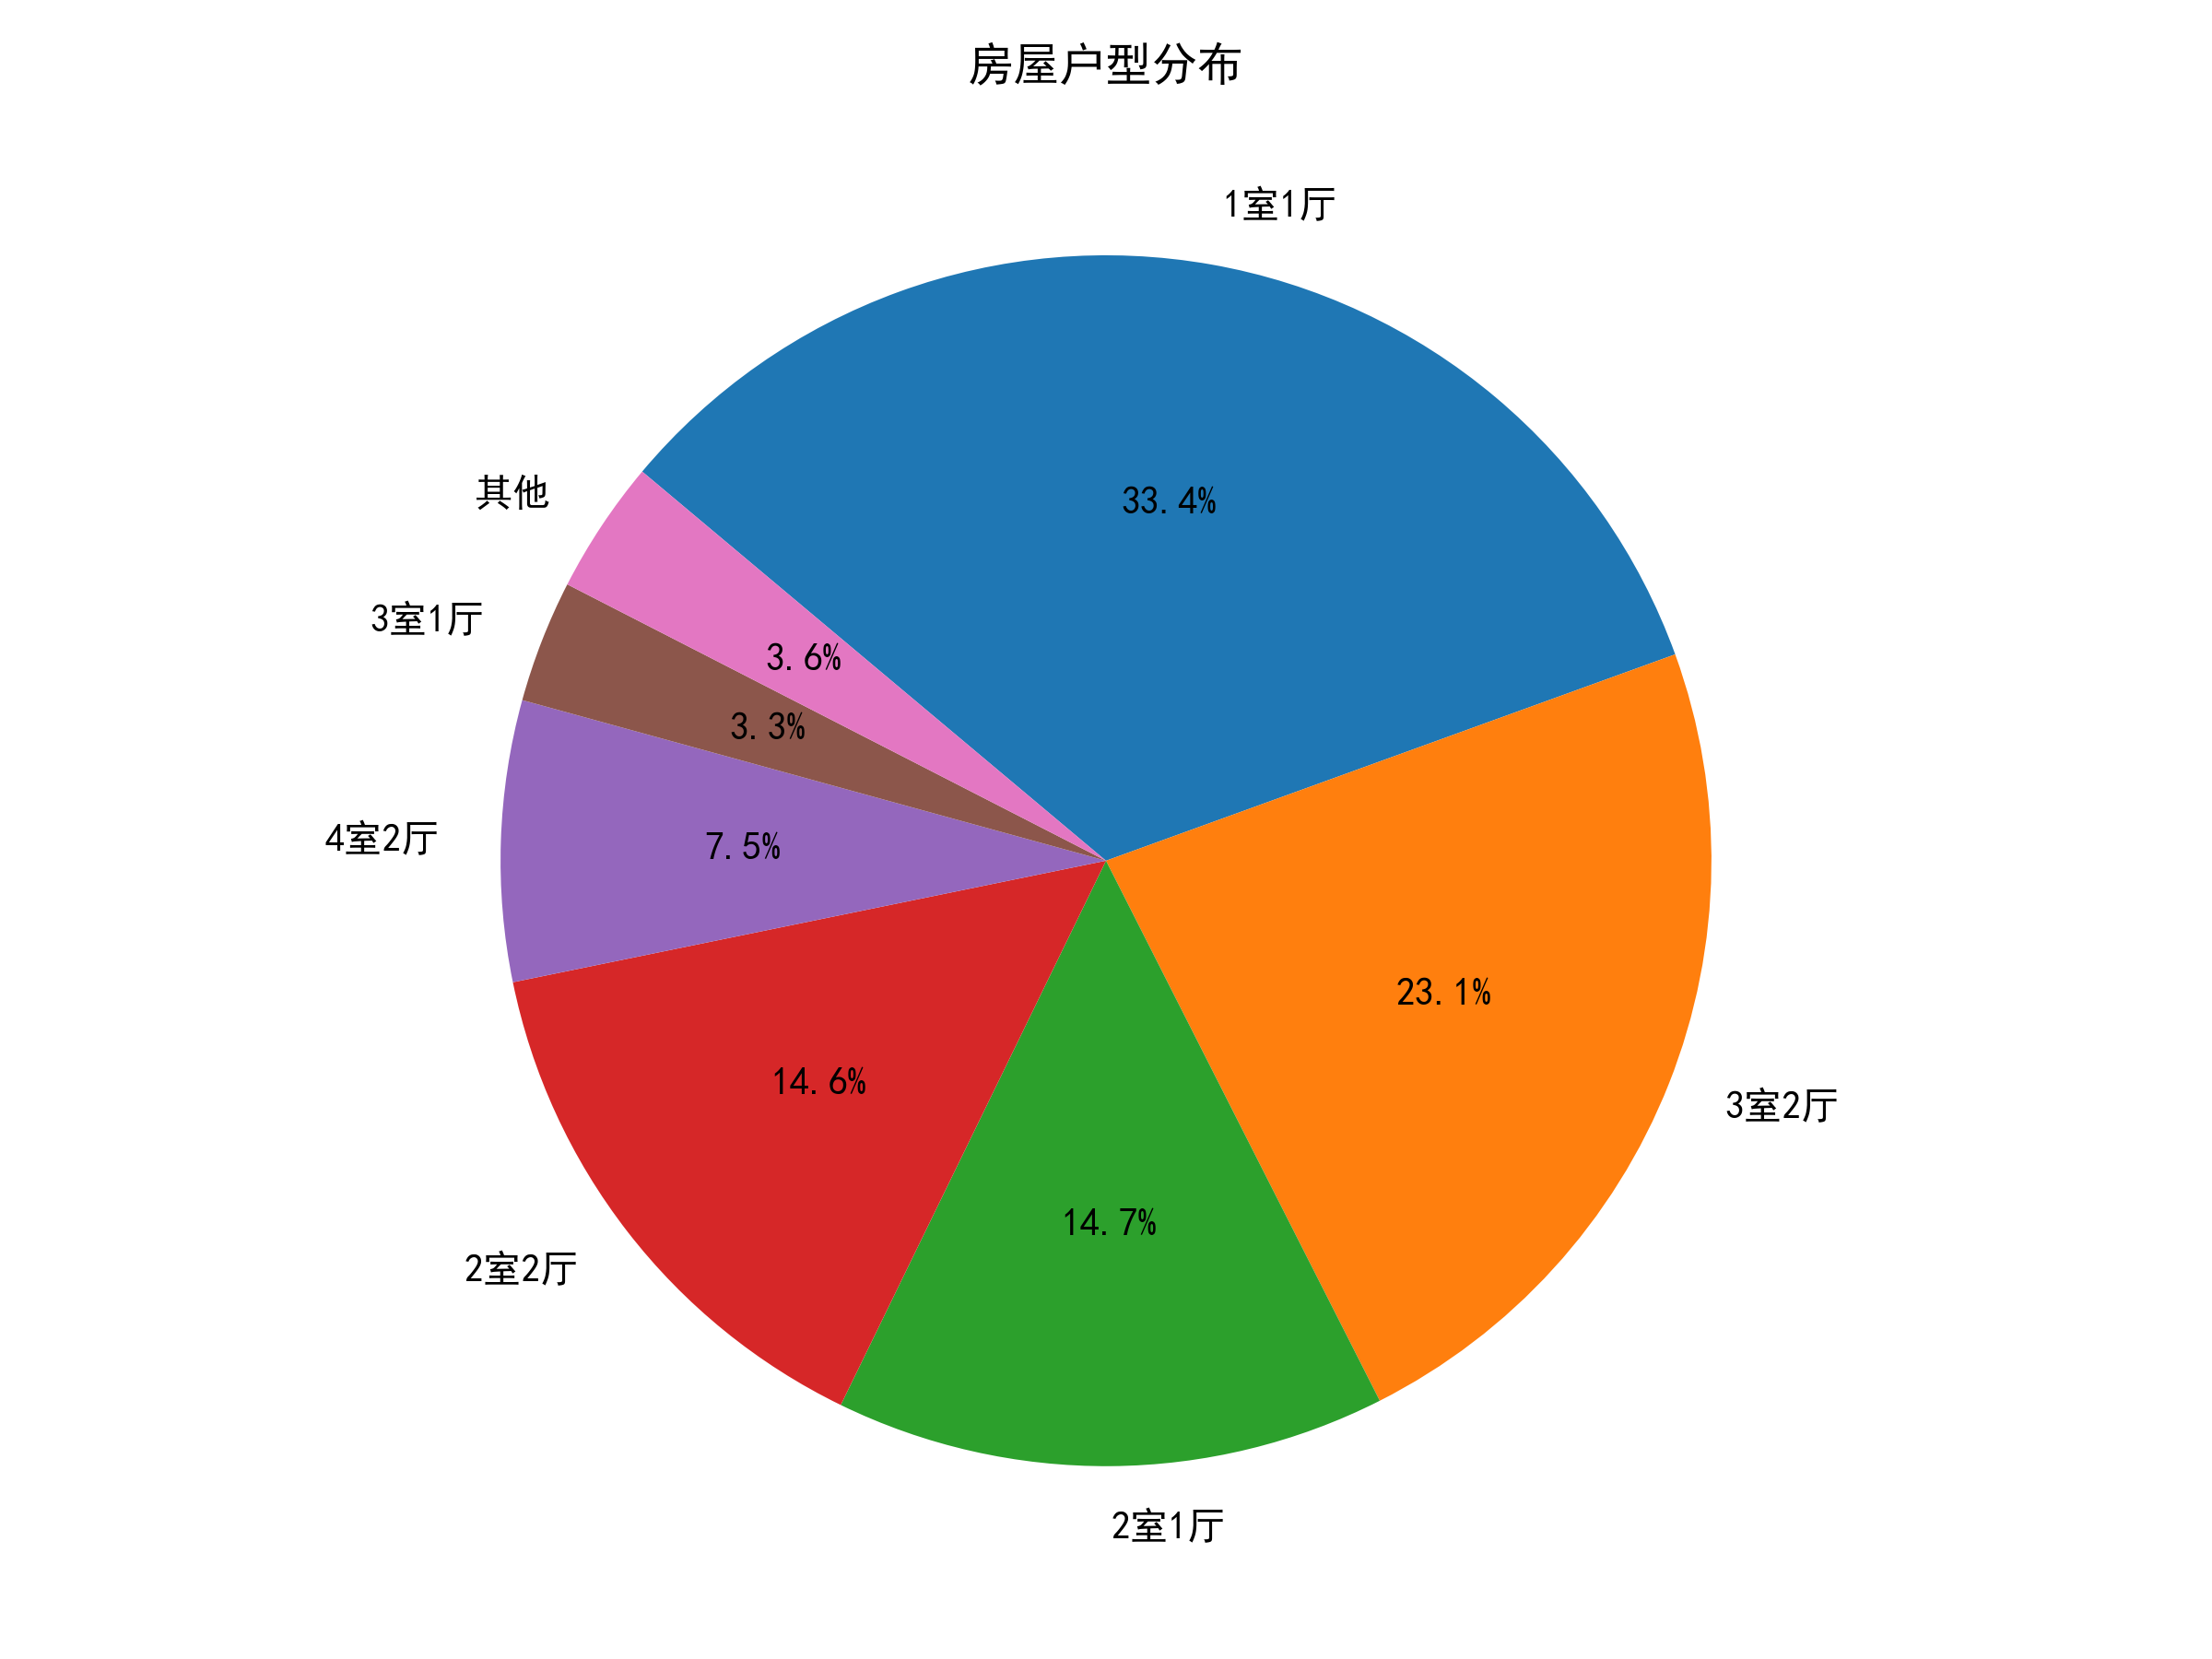 房屋户型分布
1室1厅
33.4%
其他
3.6%
3室1厅
3.3%
4室2厅
7.5%
23.1%
3室2厅
14.6%
14.7%
2室2厅
2室1厅